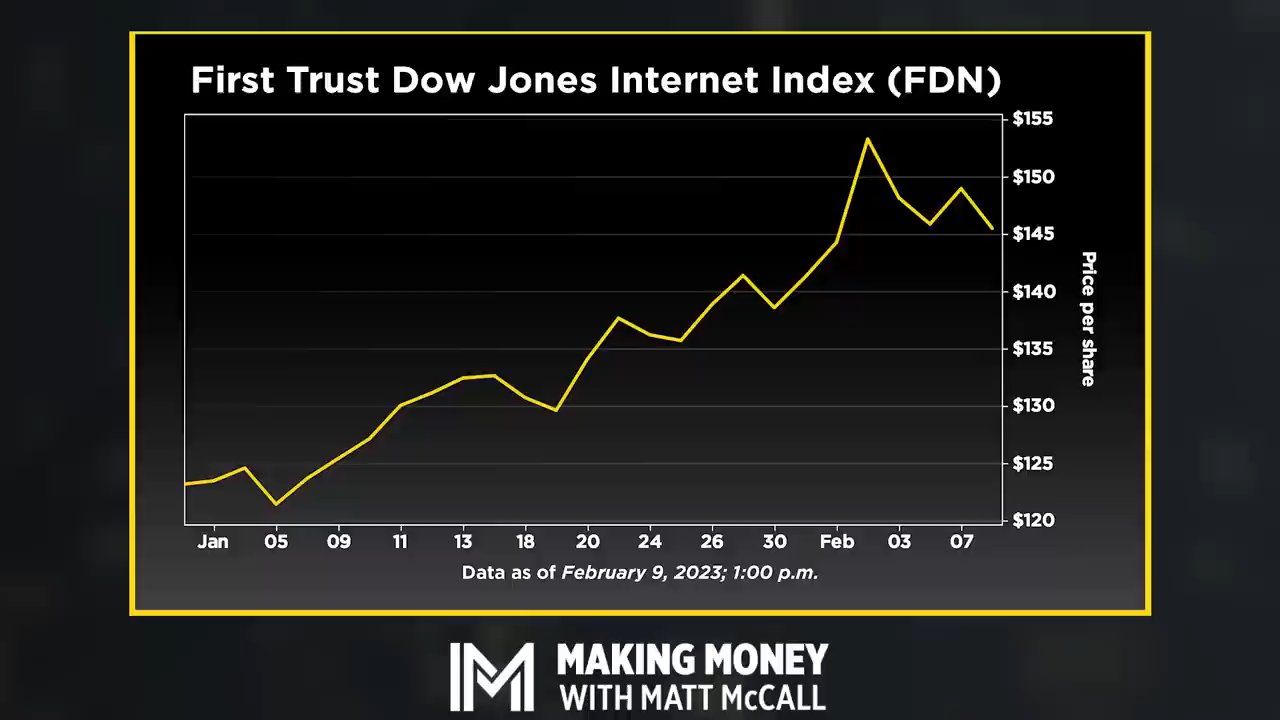 First Trust Dow Jones Internet Index (FDN)
$155
$150
$145
$140
$135
$130
$125
$120
Price per share
Jan 05 09 11 13 18 20 24 26 30 Feb 03 07
Data as of February 9, 2023; 1:00 p.m.
MAKING MONEY
WITH MATT McCALL